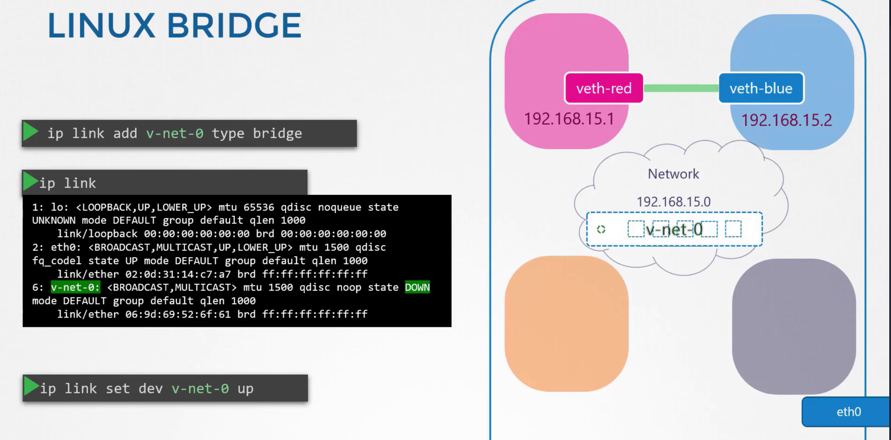 LINUX BRIDGE
ip link add v-net-0 type bridge
ip link
1: lo: <LOOPBACK,UP,LOWER_UP> mtu 65536 qdisc noqueue state
UNKNOWN mode DEFAULT group default qlen 1000
link/loopback 00:00:00:00:00:00 brd 00:00:00:00:00:00
2: eth0: <BROADCAST,MULTICAST,UP,LOWER_UP> mtu 1500 qdisc
fq_codel state UP mode DEFAULT group default qlen 1000
link/ether 02:0d:31:14:c7:a7 brd ff:ff:ff:ff:ff:ff
6: v-net-0: <BROADCAST,MULTICAST> mtu 1500 qdisc noop state DOWN
mode DEFAULT group default qlen 1000
link/ether 06:9d:69:52:6f:61 brd ff:ff:ff:ff:ff:ff
ip link set dev v-net-0 up
veth-red
veth-blue
192.168.15.1
192.168.15.2
Network
192.168.15.0
v-net-0
eth0